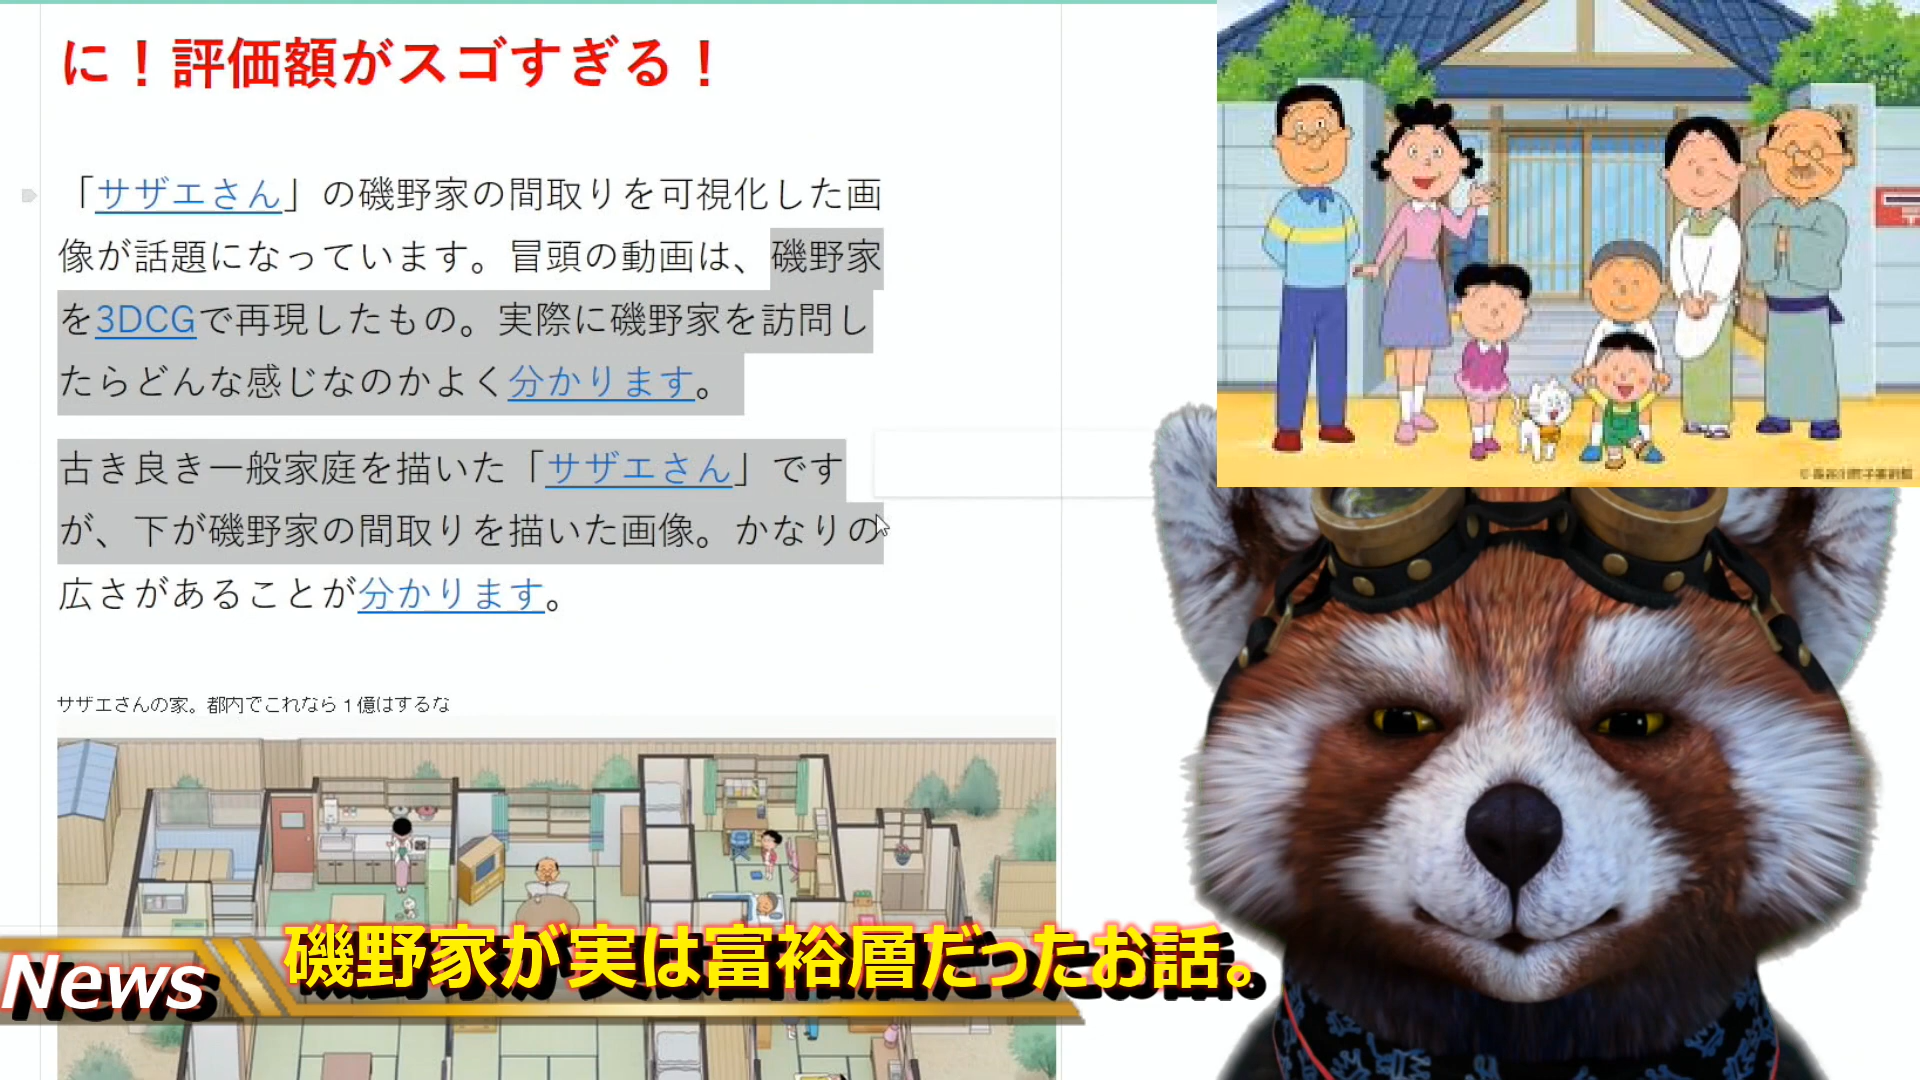 に！評価額がスゴすぎる！
「サザエさん」の磯野家の間取りを可視化した画
像が話題になっています。冒頭の動画は、磯野家
を3DCGで再現したもの。実際に磯野家を訪問し
たらどんな感じなのかよく分かります。
古き良き一般家庭を描いた「サザエさん」です
が、下が磯野家の間取りを描いた画像。かなりの
広さがあることが分かります。
サザエさんの家。都内でこれなら１億はするな
News
磯野家が実は富裕層だったお話。
©長谷川町子美術館